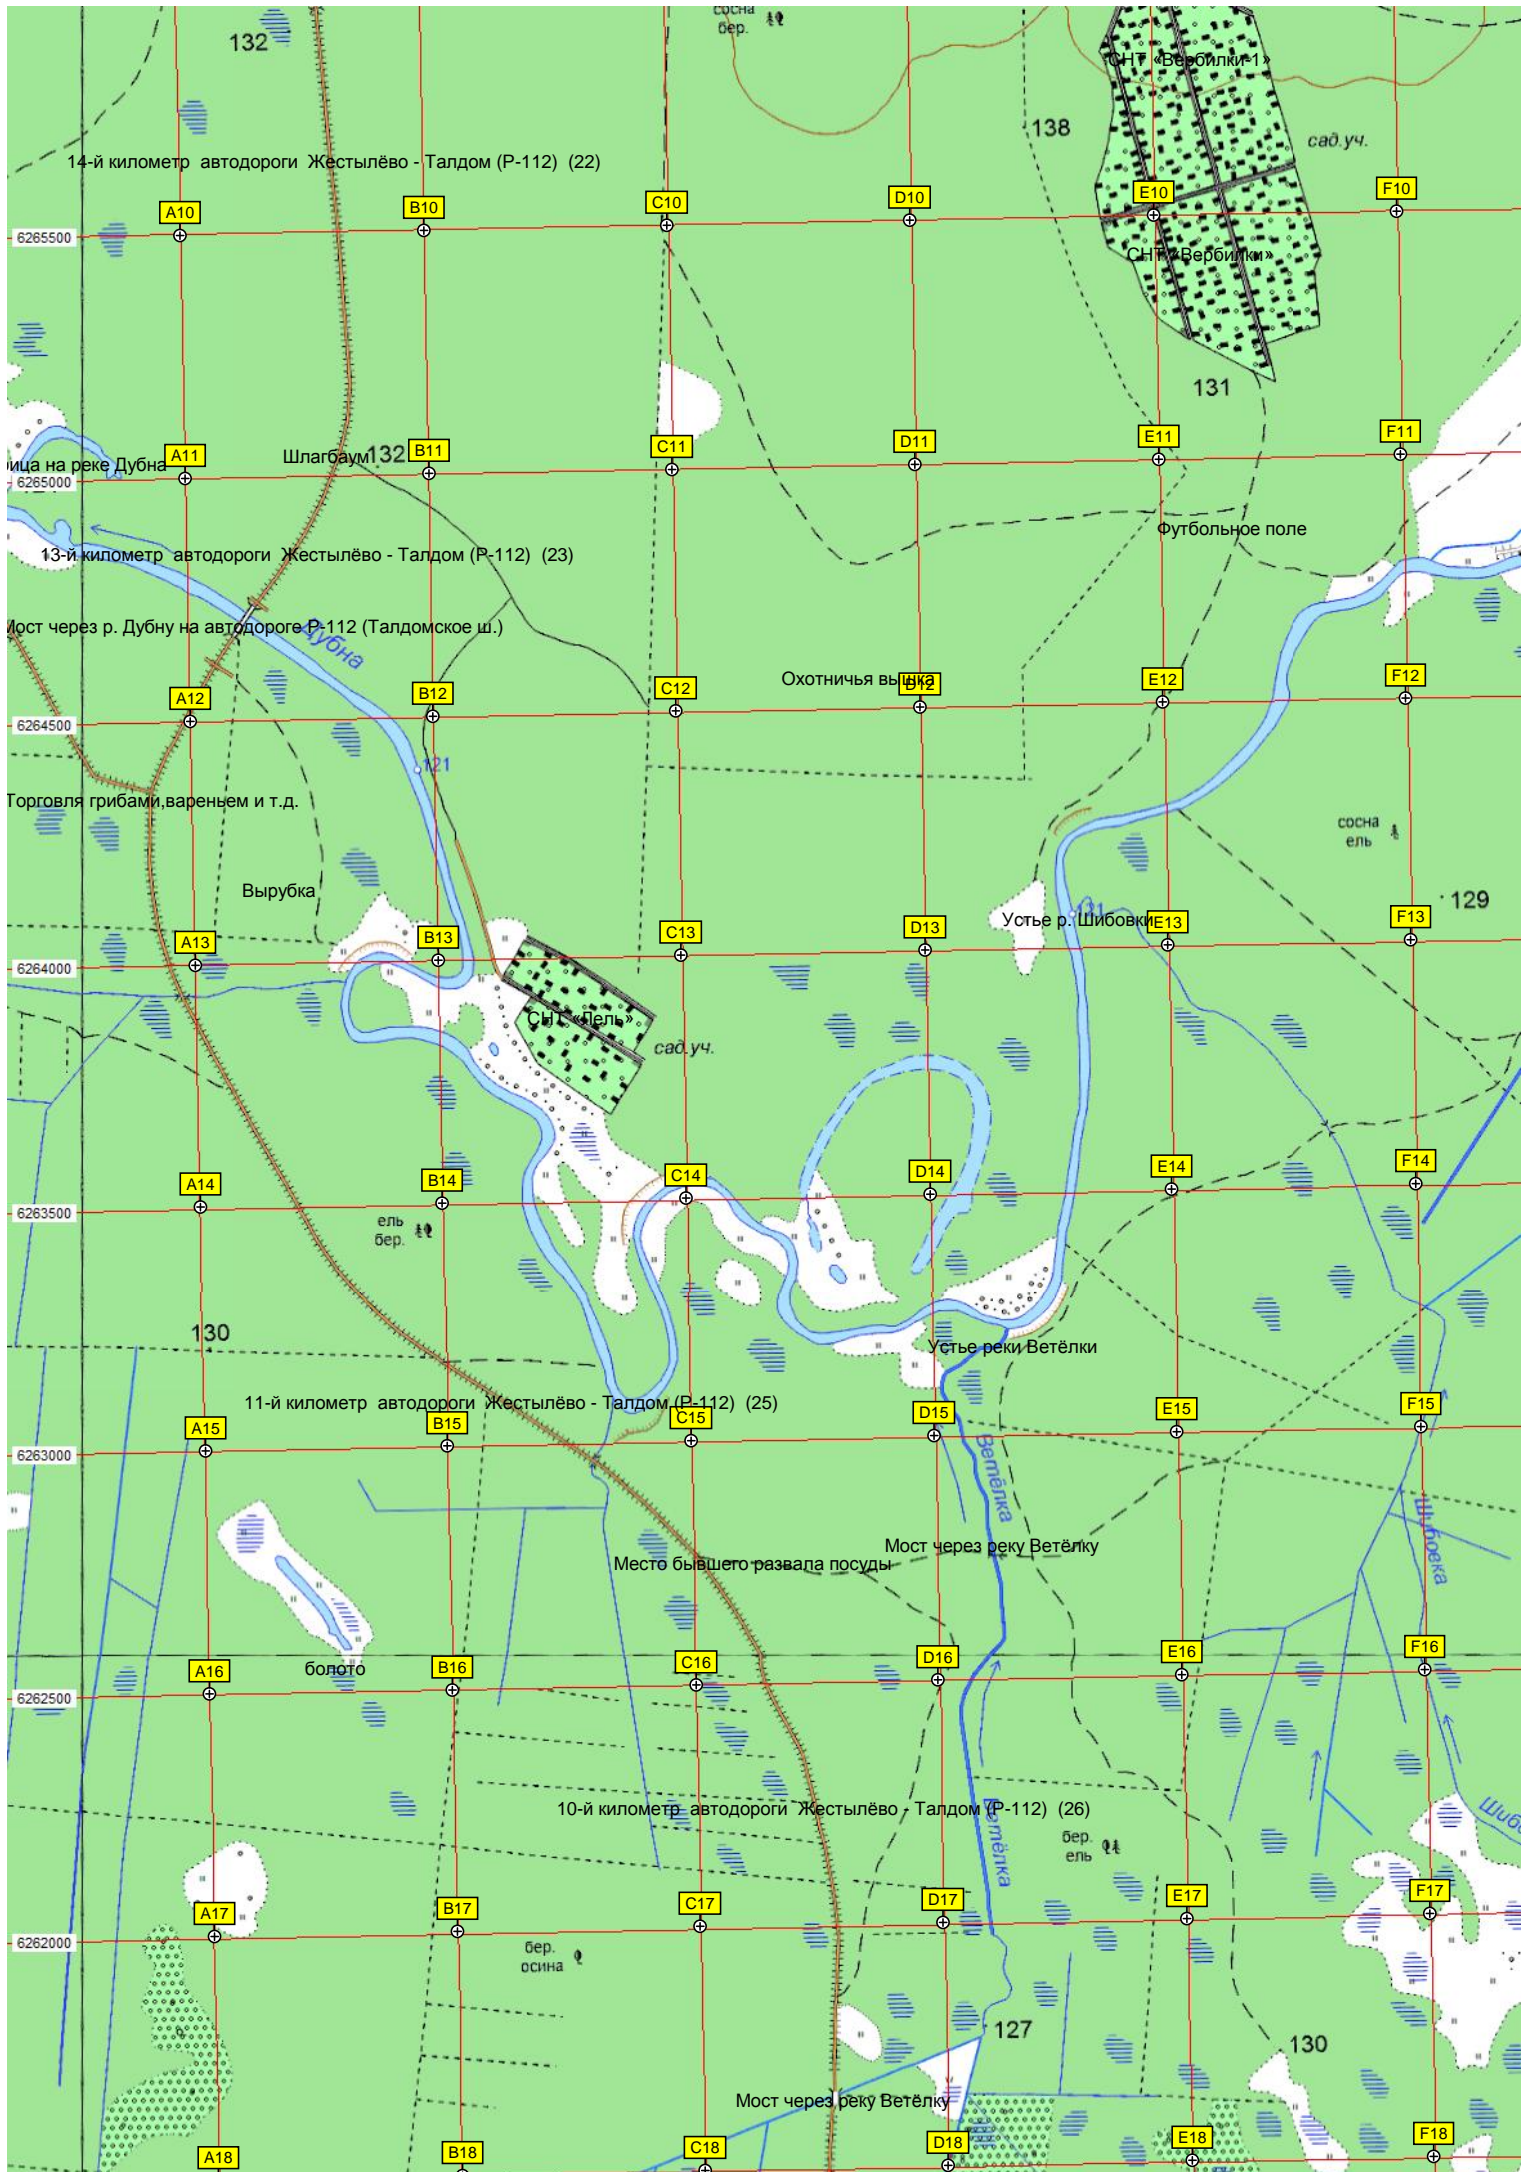 сосна
бер.
132
СНТ «Вербилки-1»
138
сад.уч.
14-й километр автодороги Жестылёво - Талдом (Р-112) (22)
A10
B10
C10
D10
E10
F10
6265500
СНТ «Вербилки»
131
A11
B11
C11
D11
E11
F11
Шлагбаум
132
на реке Дубна
6265000
Футбольное поле
13-й километр автодороги Жестылёво - Талдом (Р-112) (23)
Мост через р. Дубну на автодороге Р-112 (Талдомское ш.)
Дубна
Охотничья вышка
A12
B12
C12
D12
E12
F12
6264500
121
Торговля грибами,вареньем и т.д.
сосна
ель
Вырубка
129
121
Устье р. Шибовки
A13
B13
C13
D13
E13
F13
6264000
СНТ «Лель»
сад.уч.
A14
B14
C14
D14
E14
F14
6263500
ель
бер.
130
Устье реки Ветёлки
11-й километр автодороги Жестылёво - Талдом (Р-112) (25)
A15
B15
C15
D15
E15
F15
6263000
Ветёлка
Шибовка
Мост через реку Ветёлку
Место бывшего развала посуды
болото
A16
B16
C16
D16
E16
F16
6262500
10-й километр автодороги Жестылёво - Талдом (Р-112) (26)
Ветёлка
бер.
ель
A17
B17
C17
D17
E17
F17
6262000
бер.
осина
127
130
Мост через реку Ветёлку
A18
B18
C18
D18
E18
F18